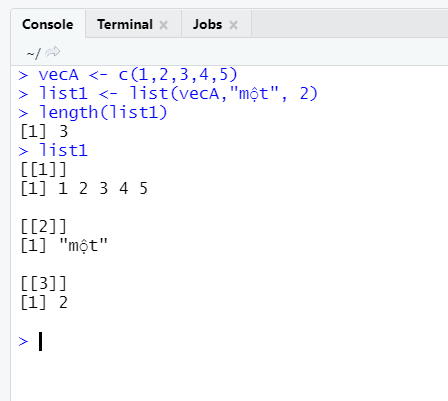 Console Terminal × Jobs ×
~/
> vecA <- c(1,2,3,4,5)
> list1 <- list(vecA,"một", 2)
> length(list1)
[1] 3
> list1
[[1]]
[1] 1 2 3 4 5
[[2]]
[1] "một"
[[3]]
[1] 2
>